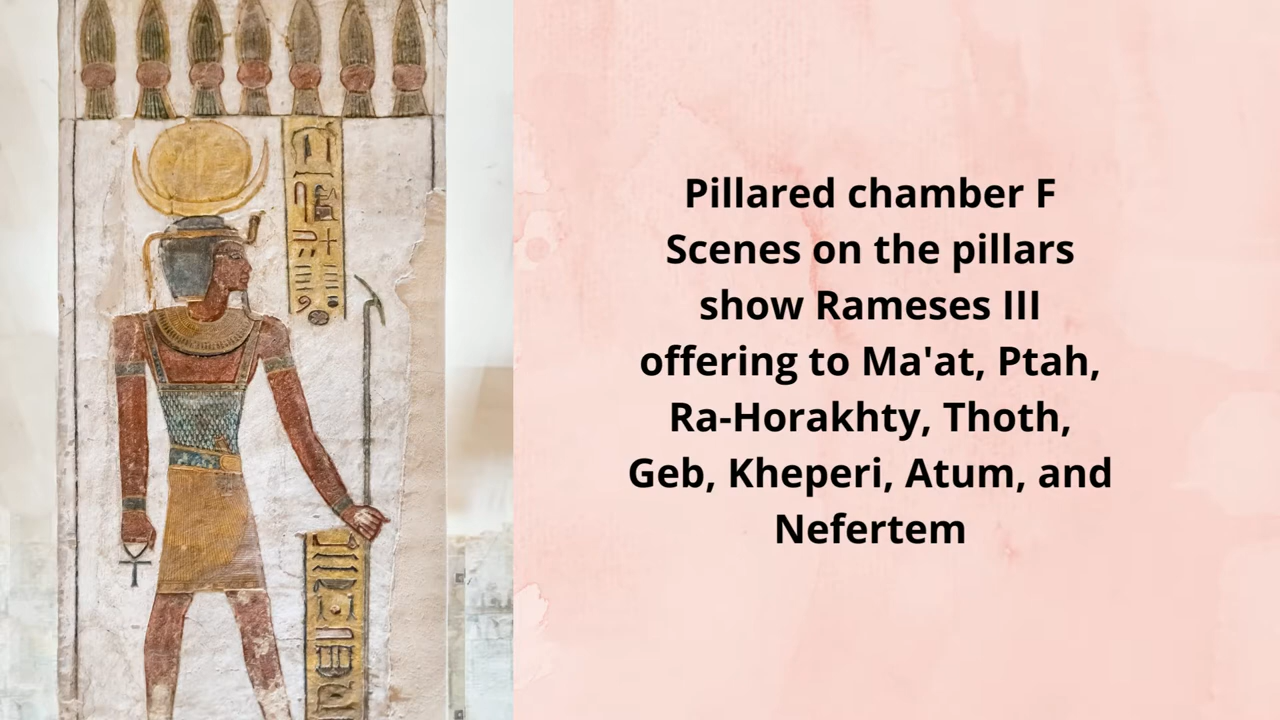 Pillared chamber F
Scenes on the pillars
show Rameses III
offering to Ma'at, Ptah,
Ra-Horakhty, Thoth,
Geb, Kheperi, Atum, and
Nefertem